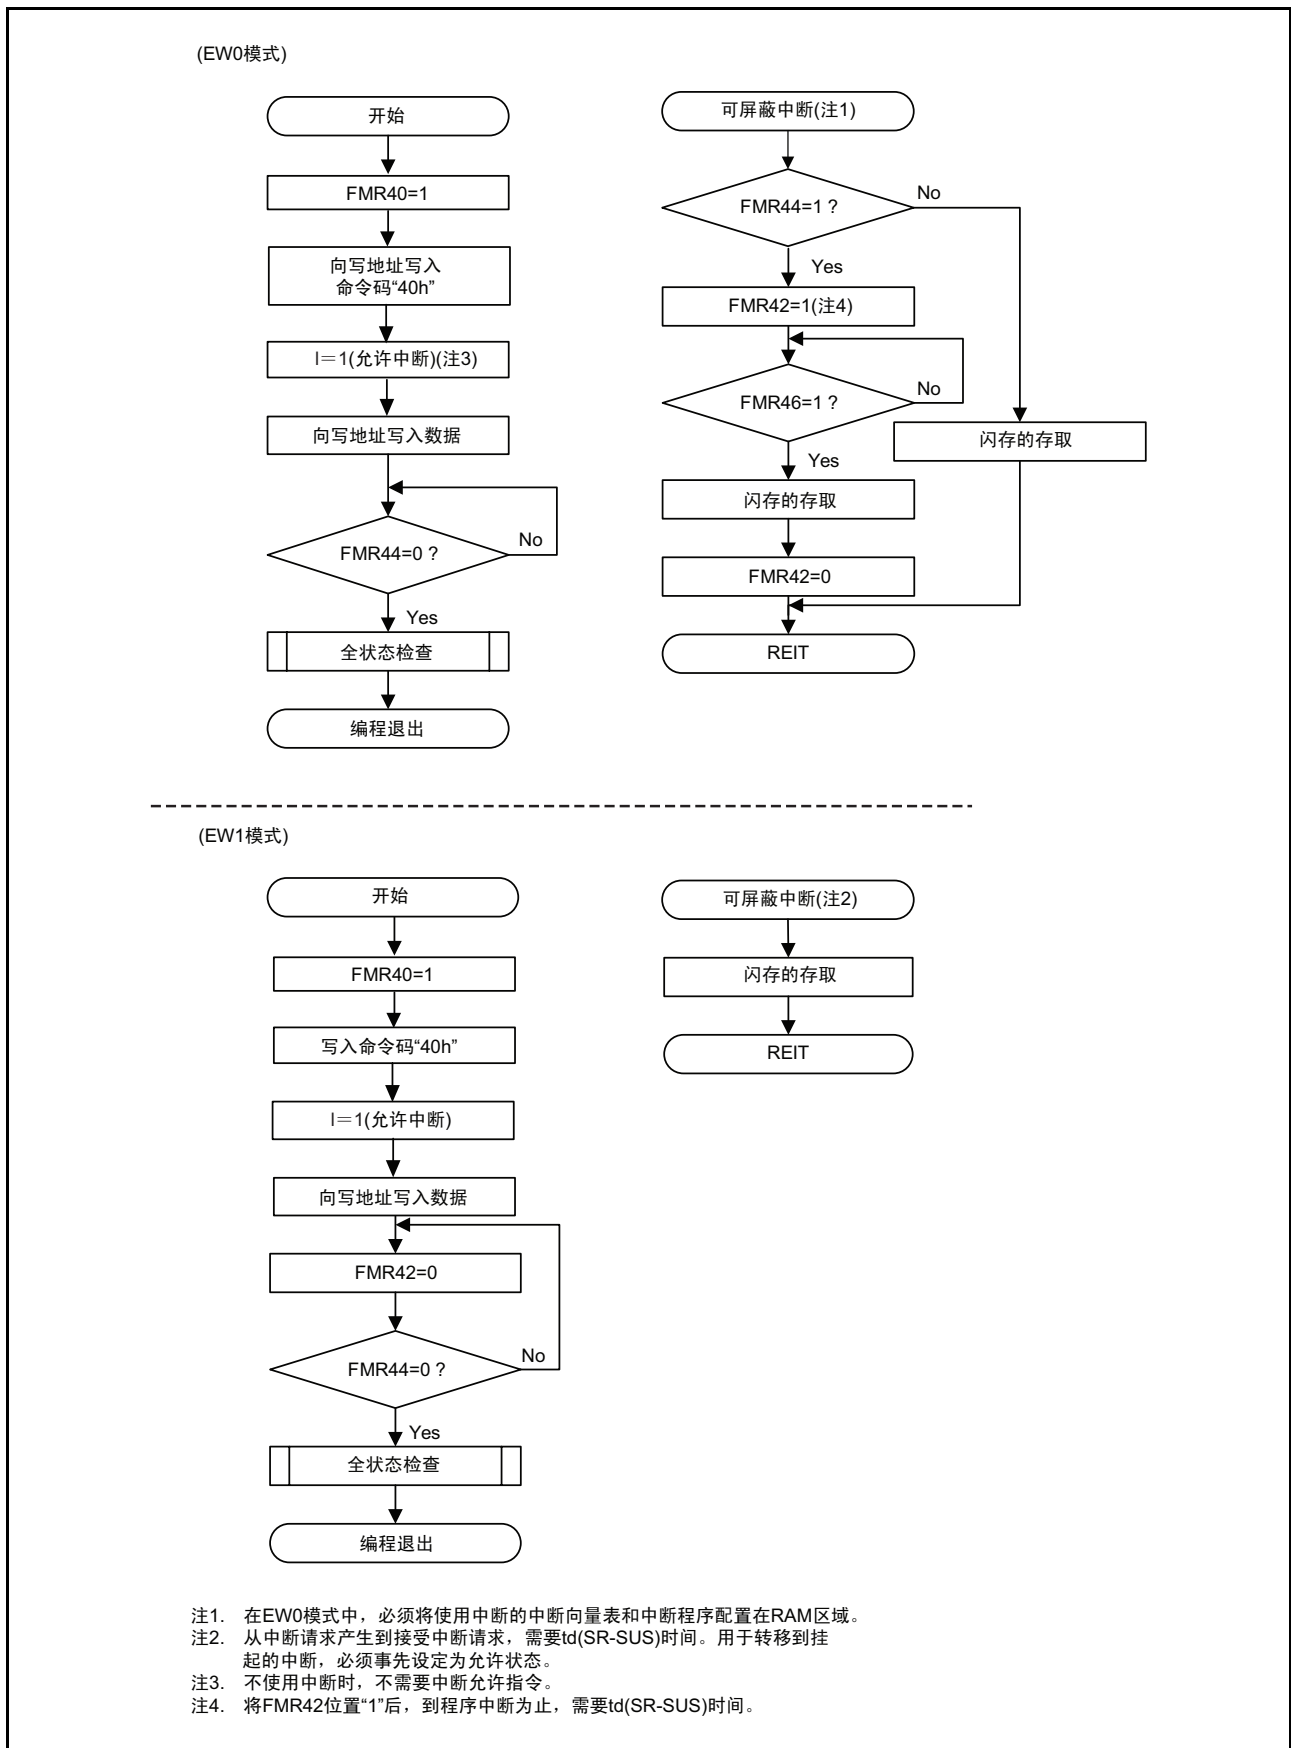 (EW0模式)
开始
FMR40=1
向写地址写入
命令码“40h”
I＝1(允许中断)(注3)
向写地址写入数据
FMR44=0 ?
No
Yes
全状态检查
编程退出
可屏蔽中断(注1)
FMR44=1 ?
No
Yes
FMR42=1(注4)
FMR46=1 ?
No
Yes
闪存的存取
闪存的存取
FMR42=0
REIT
(EW1模式)
开始
FMR40=1
写入命令码“40h”
I＝1(允许中断)
向写地址写入数据
FMR42=0
FMR44=0 ?
No
Yes
全状态检查
编程退出
可屏蔽中断(注2)
闪存的存取
REIT
注1. 在EW0模式中，必须将使用中断的中断向量表和中断程序配置在RAM区域。
注2. 从中断请求产生到接受中断请求，需要td(SR-SUS)时间。用于转移到挂
起的中断，必须事先设定为允许状态。
注3. 不使用中断时，不需要中断允许指令。
注4. 将FMR42位置“1”后，到程序中断为止，需要td(SR-SUS)时间。